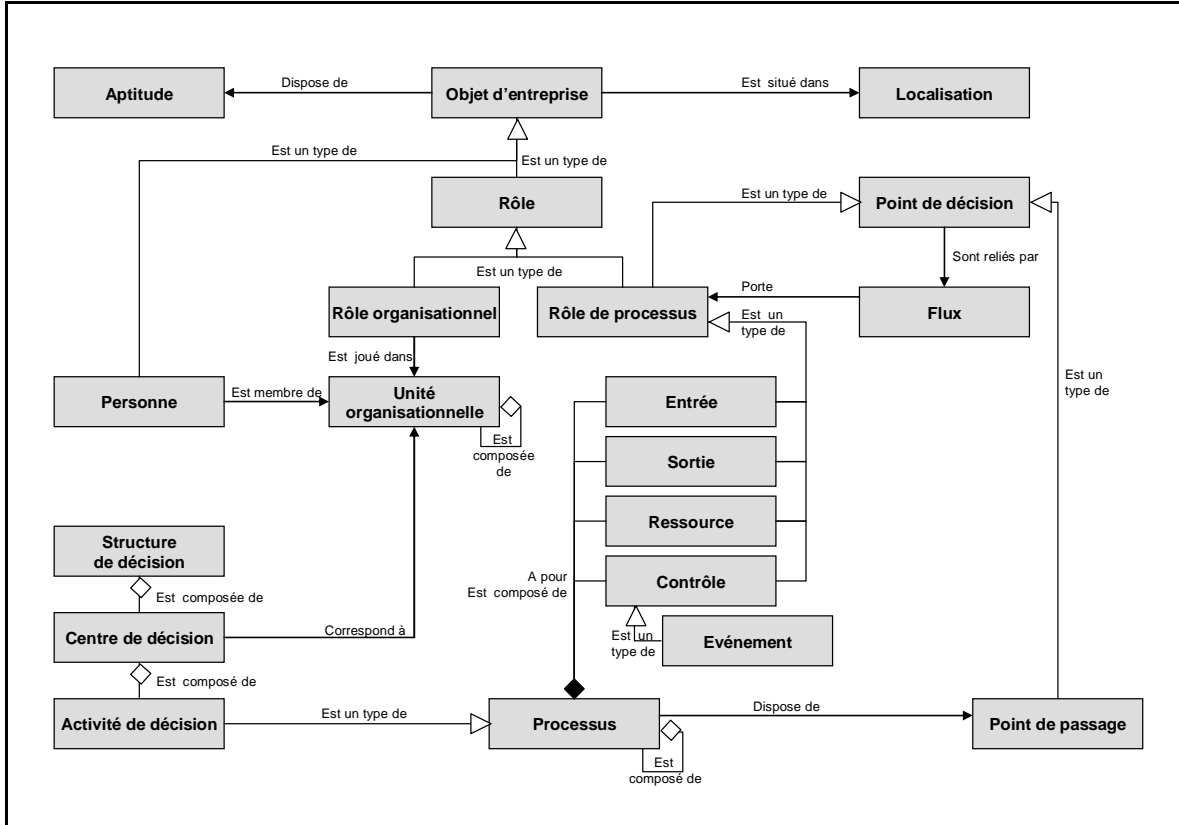 Aptitude
Dispose de
Objet d'entreprise
Est situé dans
Localisation
Est un type de
Est un type de
Rôle
Est un type de
Point de décision
Est un type de
Sont reliés par
Rôle organisationnel
Rôle de processus
Porte
Flux
Est un
type de
Est joué dans
Est un
type de
Personne
Est membre de
Unité
organisationnelle
Est
composée
de
Entrée
Sortie
Ressource
Contrôle
A pour
Est composé de
Structure
de décision
Est composée de
Centre de décision
Correspond à
Est un
type de
Evénement
Est composé de
Activité de décision
Est un type de
Processus
Dispose de
Point de passage
Est
composé de